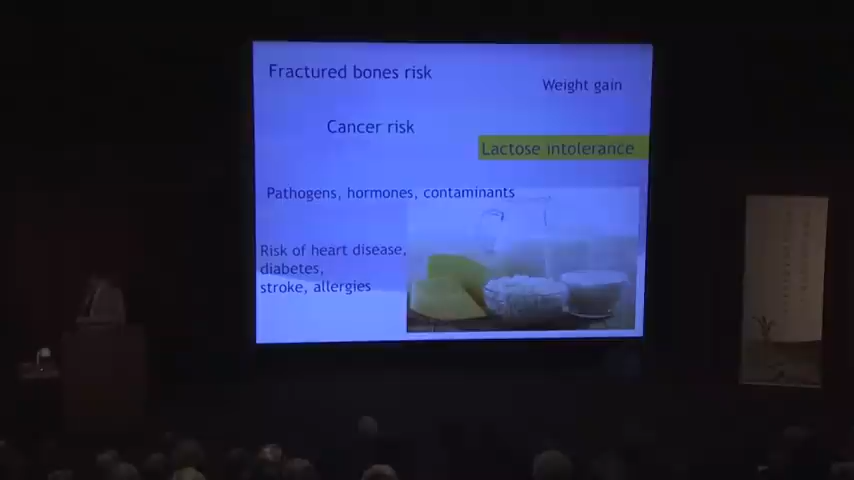 Fractured bones risk
Weight gain
Cancer risk
Lactose intolerance
Pathogens, hormones, contaminants
Risk of heart disease,
diabetes,
stroke, allergies